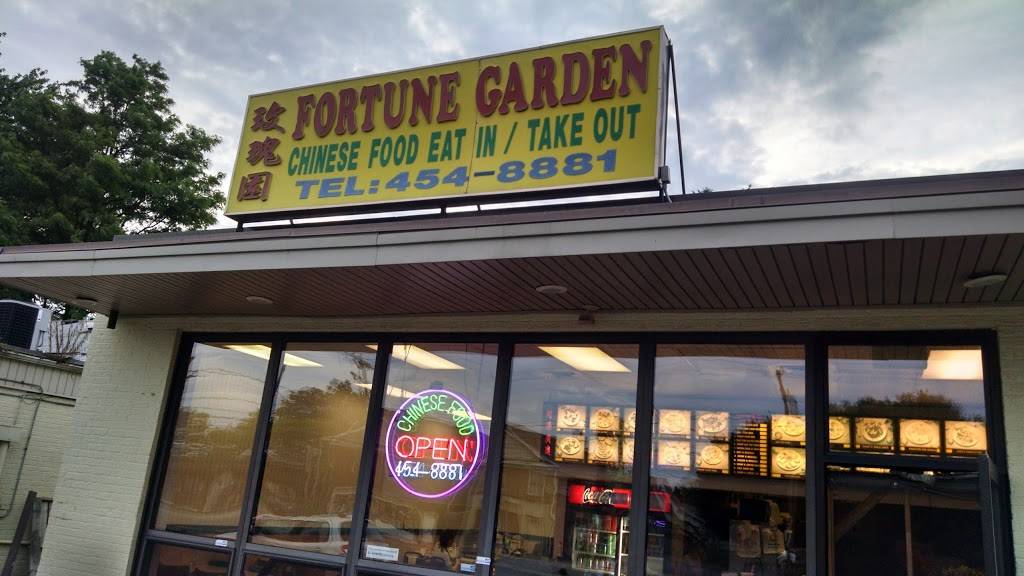 玫瑰园
FORTUNE GARDEN
CHINESE FOOD EAT IN / TAKE OUT
TEL: 454-8881
CHINESE FOOD
OPEN
454-8881
Coca-Cola